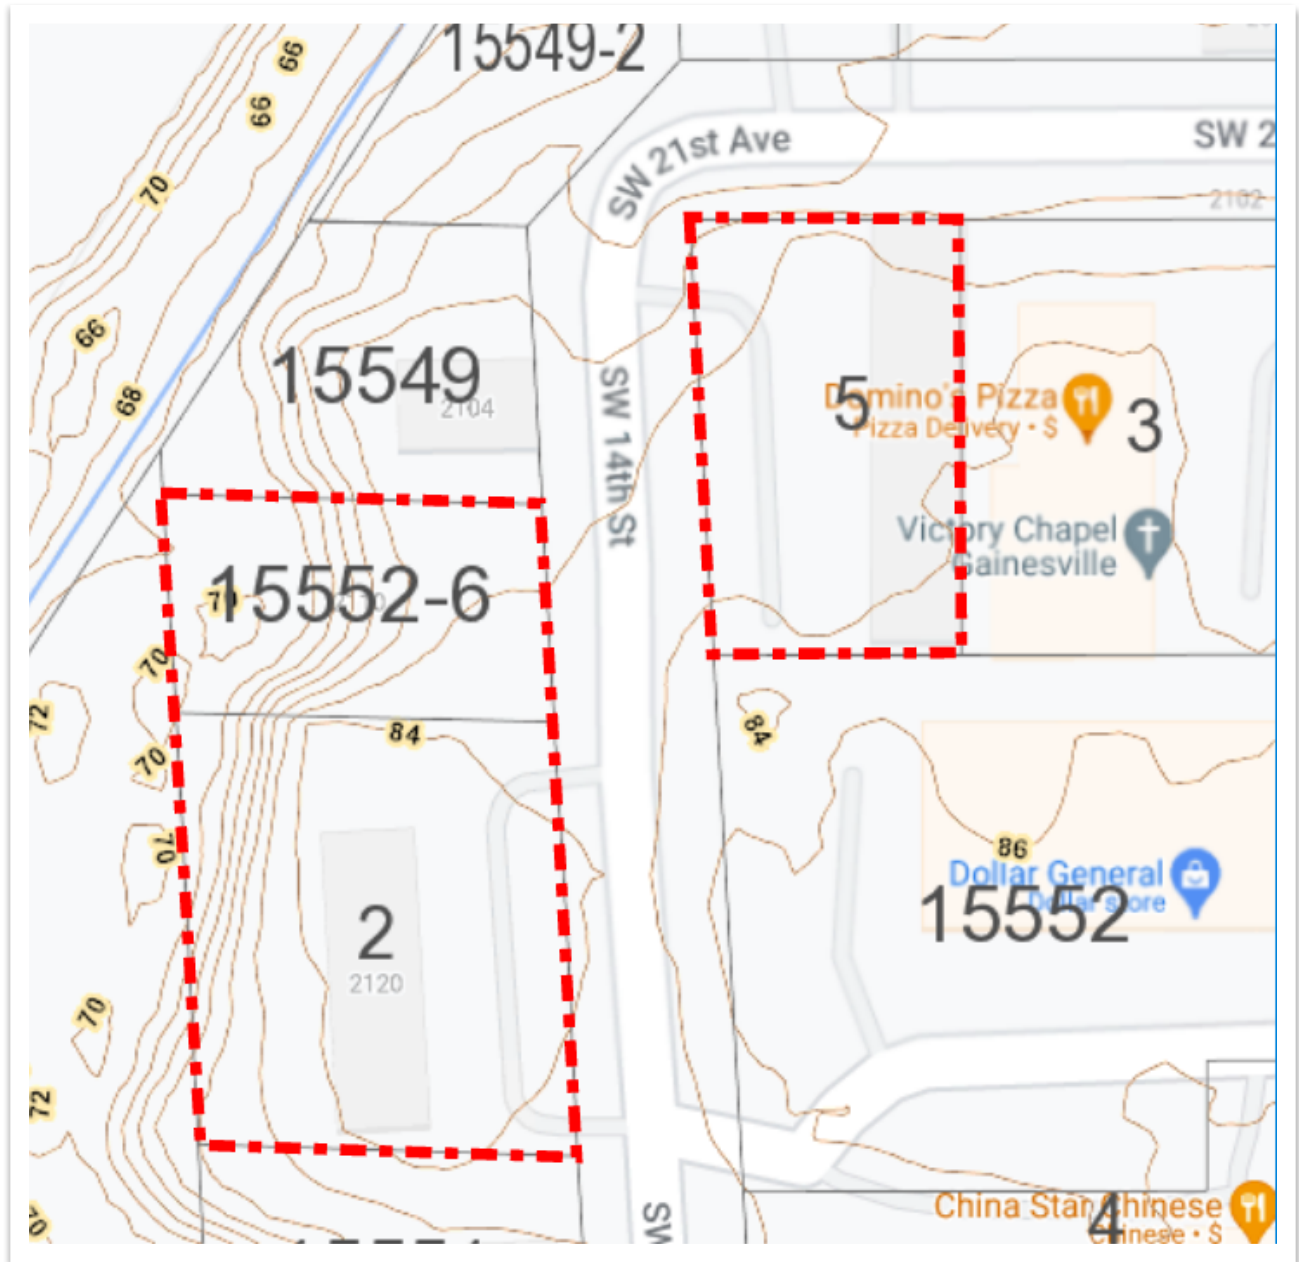 15549-2
66
66
SW 21st Ave
SW 2
70
2102
66
15549
2104
68
SW 14th St
5
Domino's Pizza
Pizza Delivery • $
3
Victory Chapel
Gainesville
70
15552-6
70
72
84
84
70
70
86
Dollar General
Dollar store
15552
2
2120
70
72
70
SW
China Star Chinese
Chinese • $
4